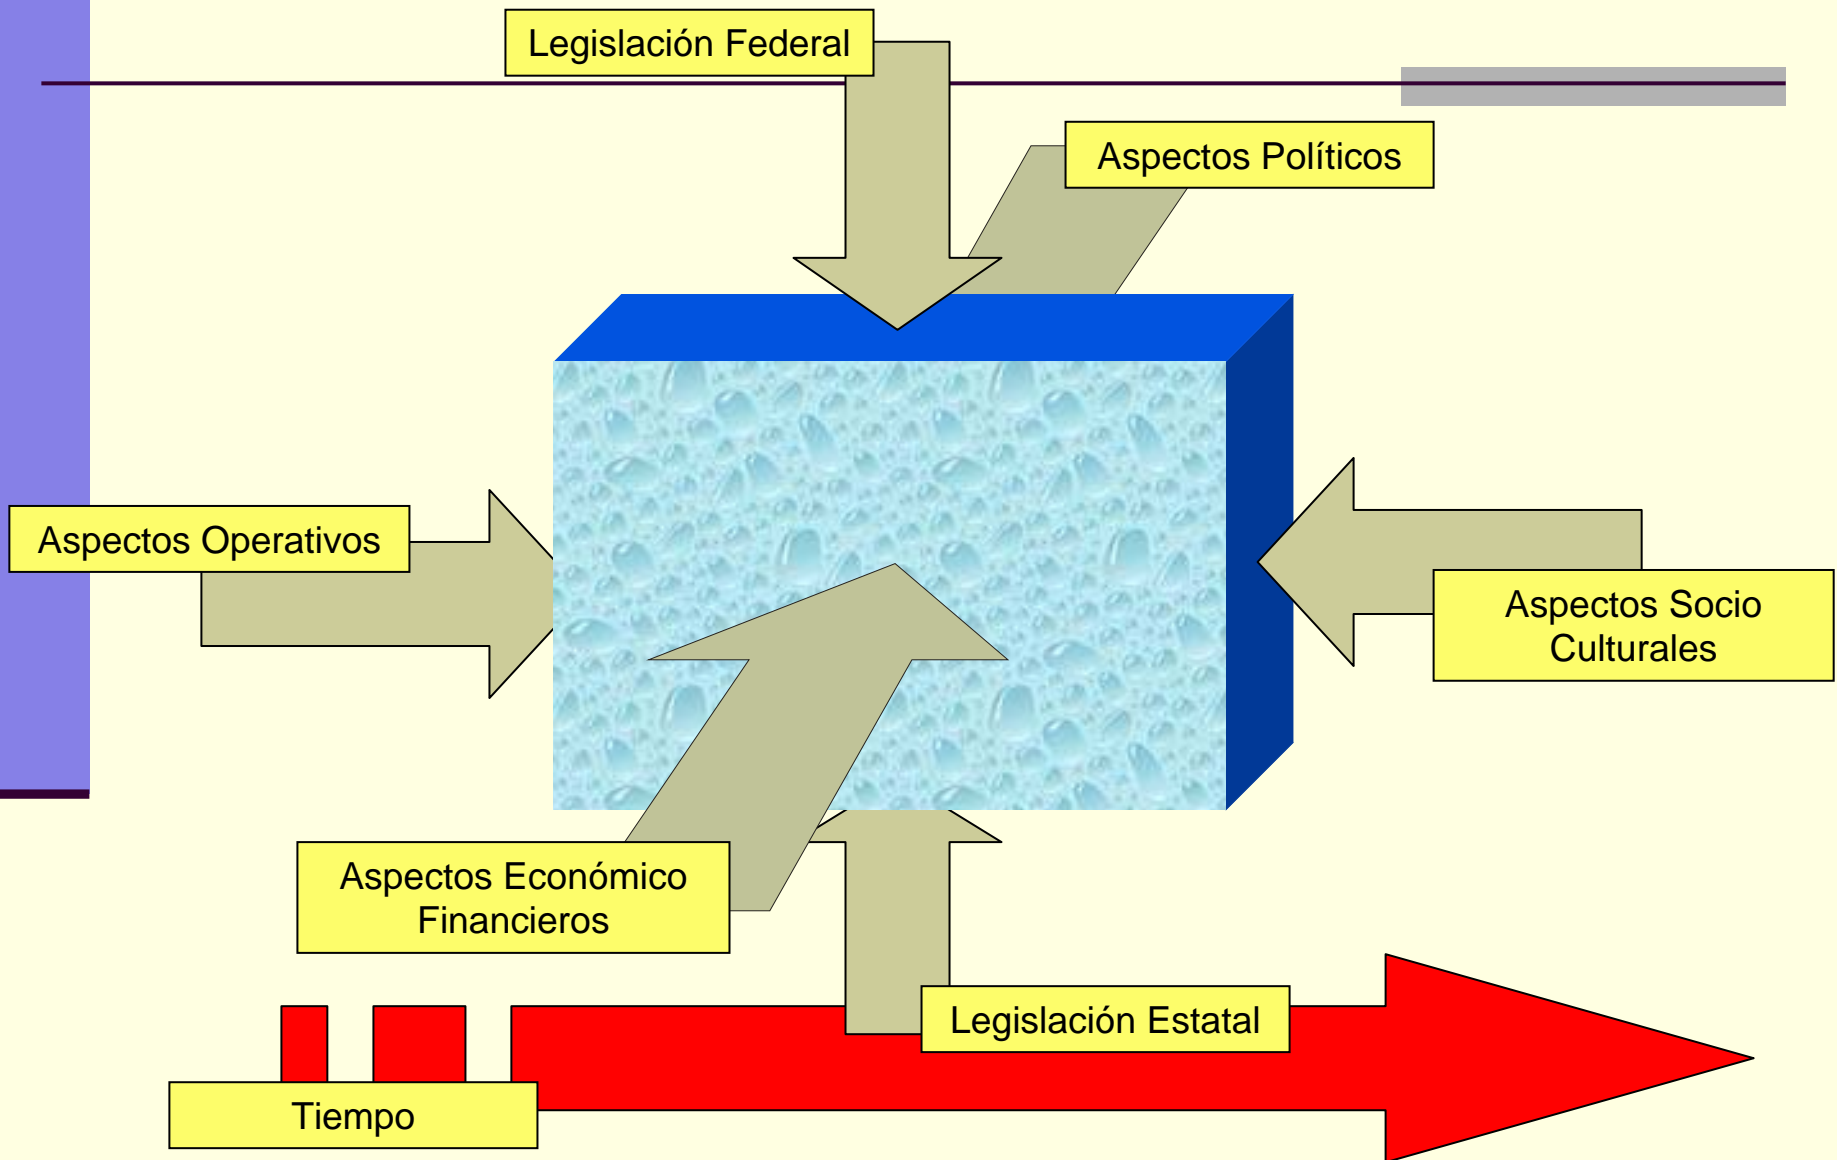 Legislación Federal
Aspectos Políticos
Aspectos Operativos
Aspectos Socio
Culturales
Aspectos Económico
Financieros
Legislación Estatal
Tiempo